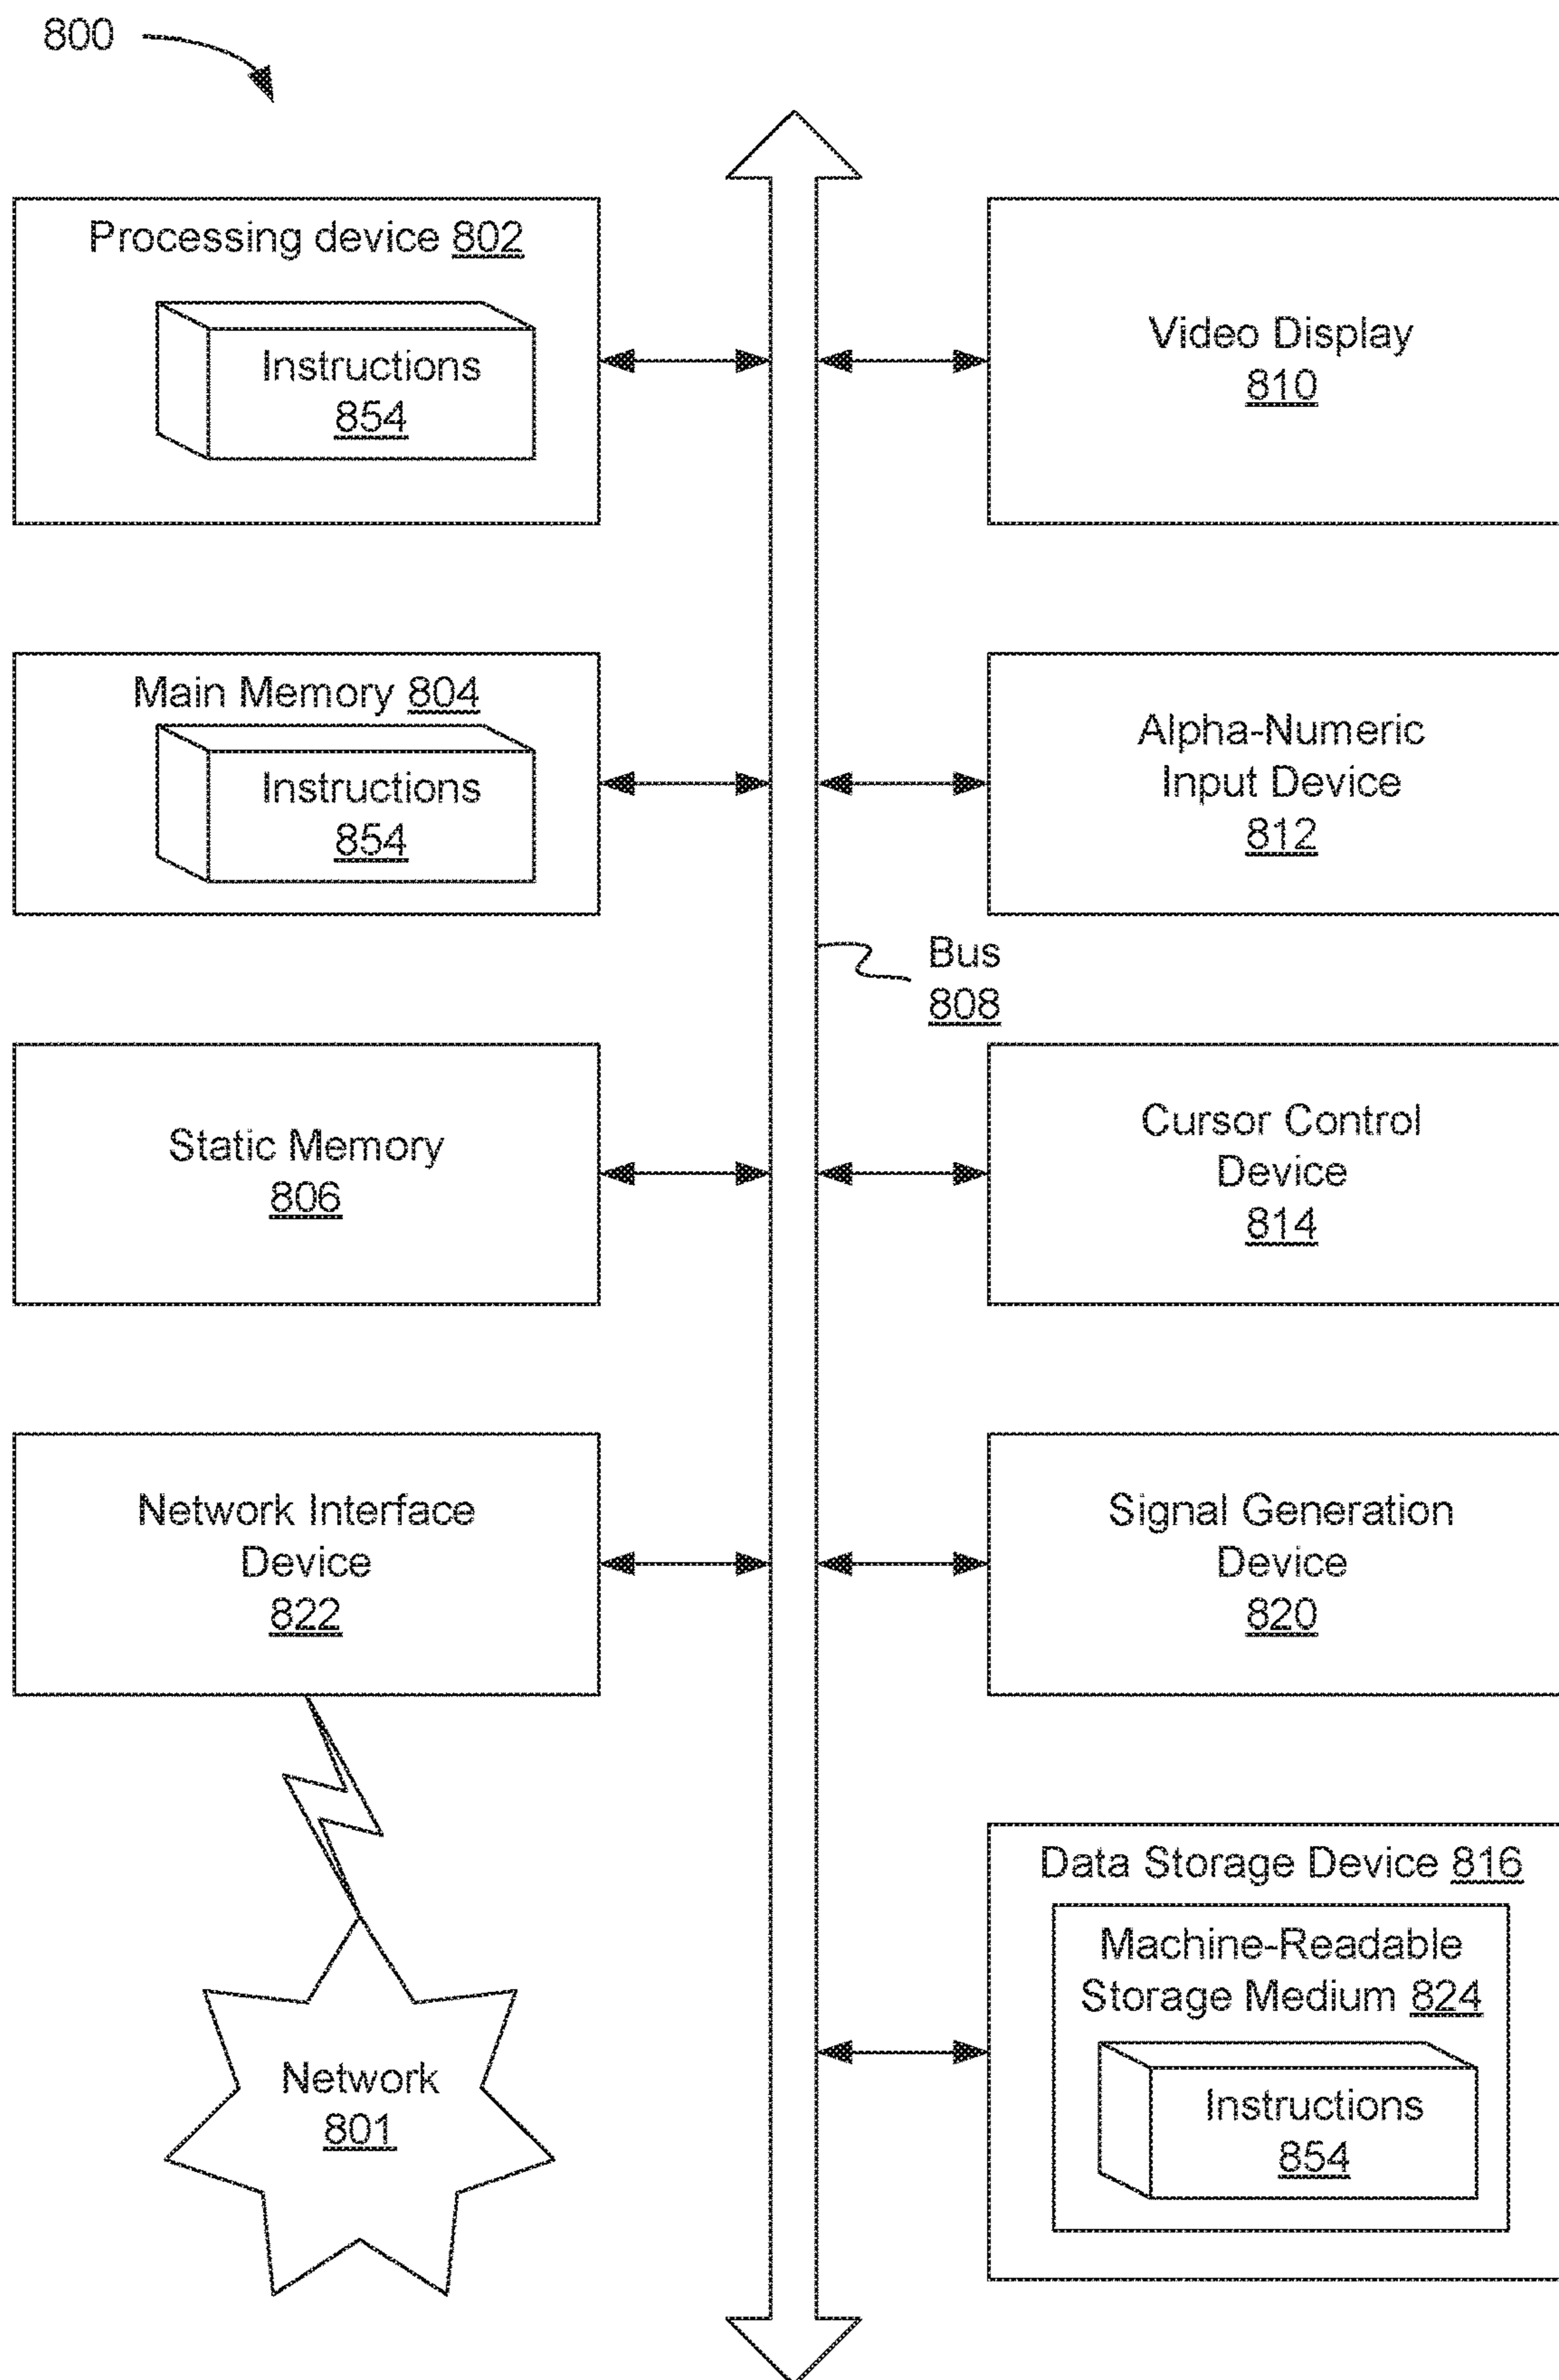 800
Processing device 802
Instructions
854
Video Display
810
Main Memory 804
Instructions
854
Alpha-Numeric
Input Device
812
Bus
808
Static Memory
806
Cursor Control
Device
814
Network Interface
Device
822
Signal Generation
Device
820
Data Storage Device 816
Machine-Readable
Storage Medium 824
Instructions
854
Network
801